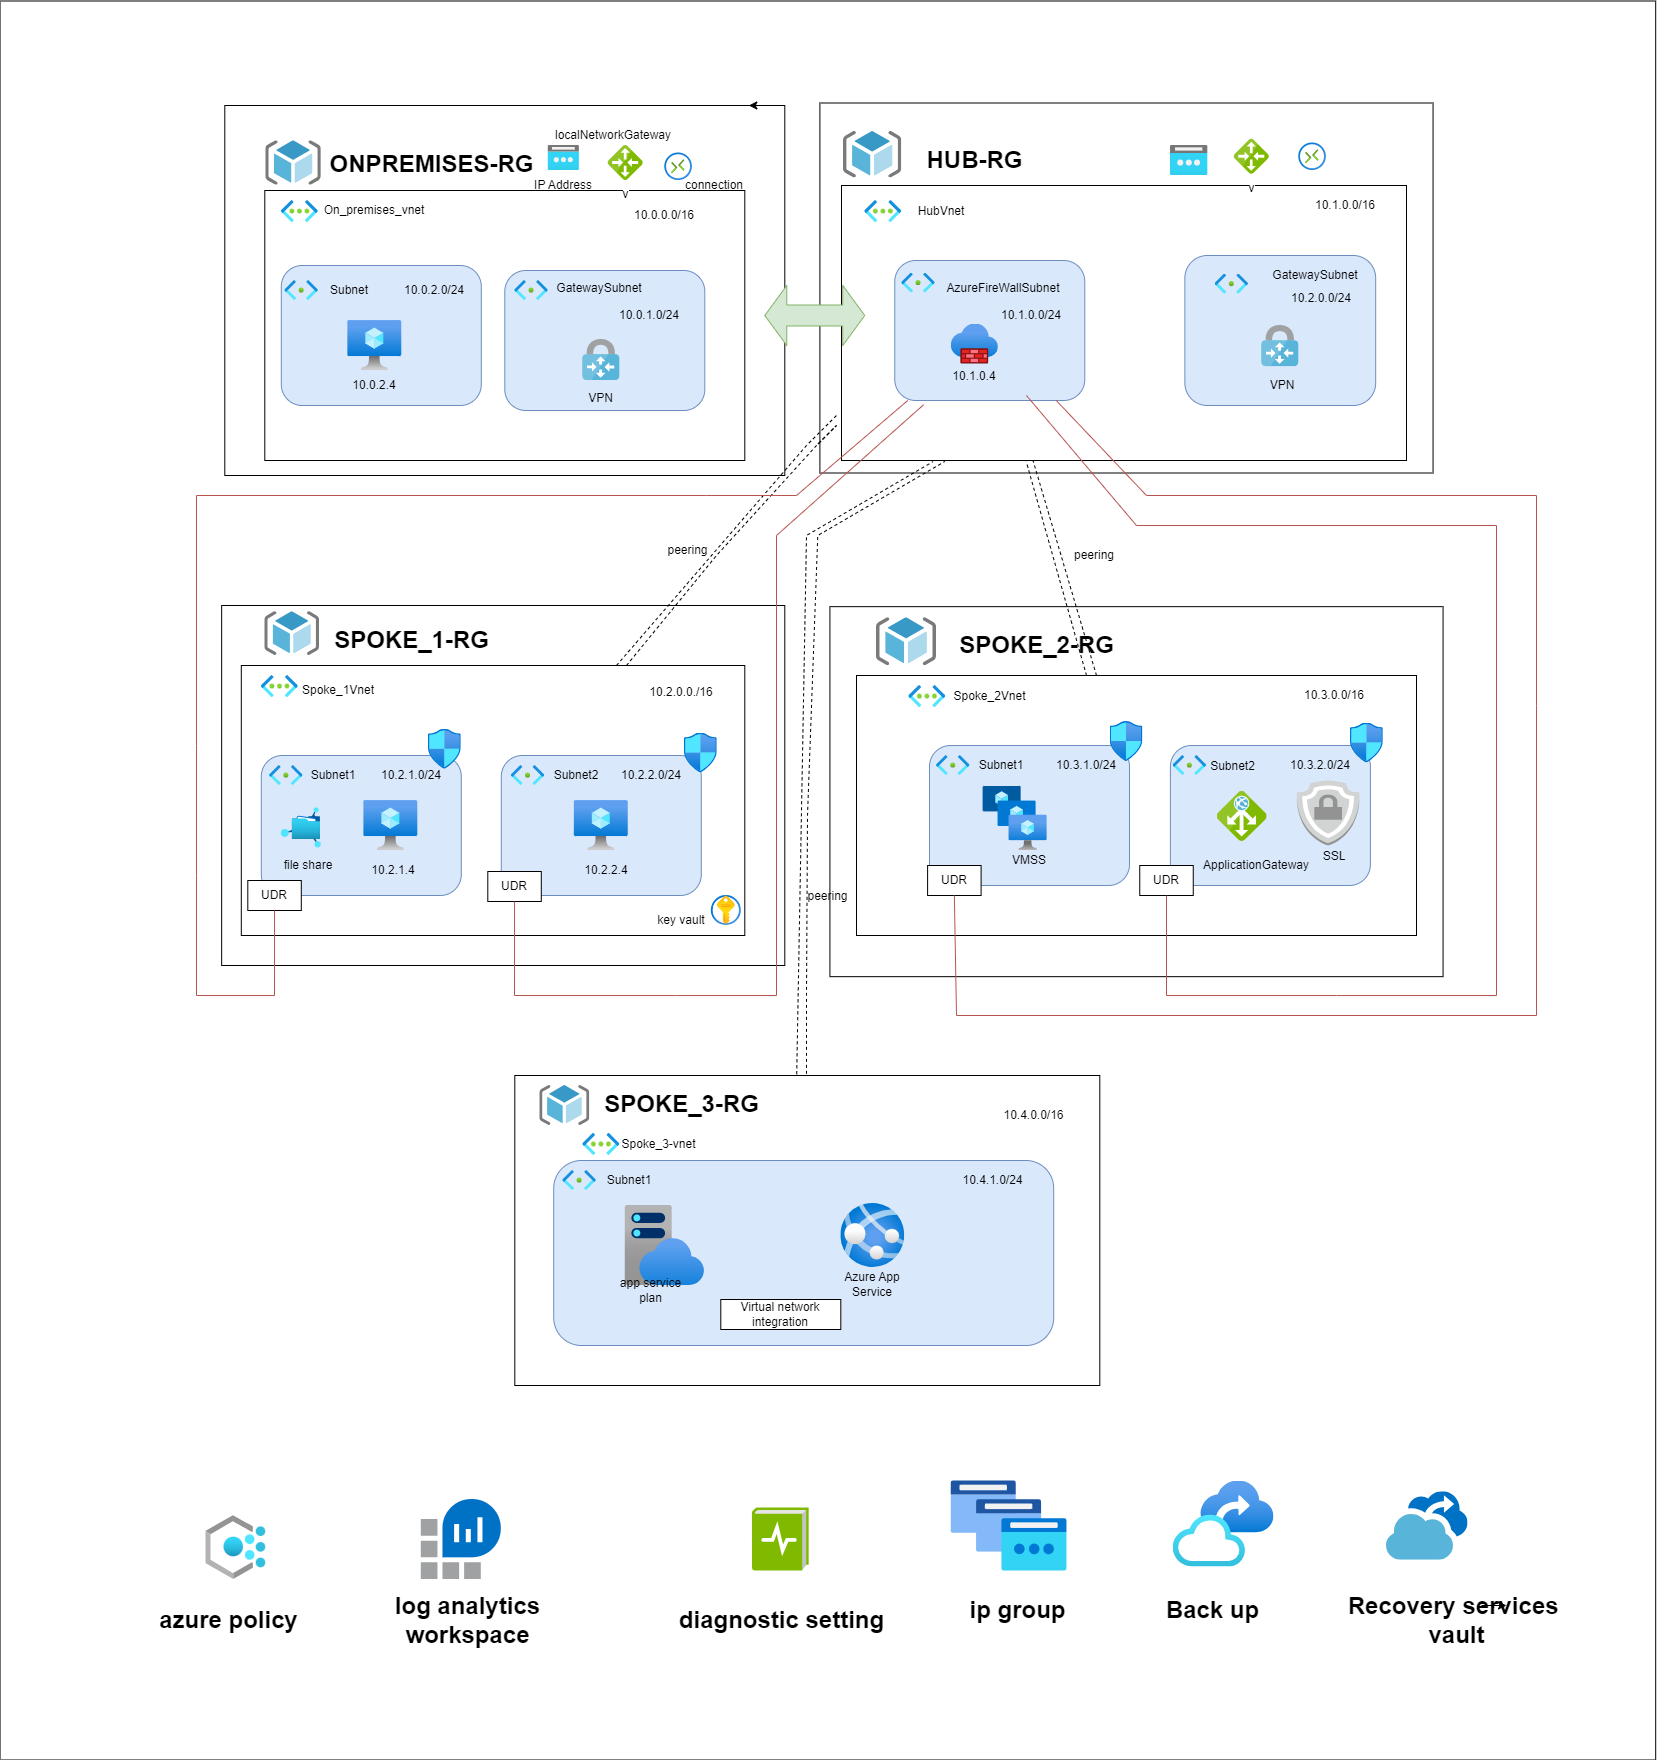 localNetworkGateway
ONPREMISES-RG
IP Address
connection
On_premises_vnet
10.0.0.0/16
Subnet
10.0.2.0/24
10.0.2.4
GatewaySubnet
10.0.1.0/24
VPN
HUB-RG
HubVnet
10.1.0.0/16
AzureFireWallSubnet
10.1.0.0/24
10.1.0.4
GatewaySubnet
10.2.0.0/24
VPN
peering
peering
SPOKE_1-RG
Spoke_1Vnet
10.2.0.0./16
Subnet1
10.2.1.0/24
file share
10.2.1.4
UDR
Subnet2
10.2.2.0/24
10.2.2.4
UDR
key vault
SPOKE_2-RG
Spoke_2Vnet
10.3.0.0/16
Subnet1
10.3.1.0/24
VMSS
UDR
Subnet2
10.3.2.0/24
ApplicationGateway
SSL
UDR
peering
SPOKE_3-RG
10.4.0.0/16
Spoke_3-vnet
Subnet1
10.4.1.0/24
app service
plan
Azure App
Service
Virtual network
integration
azure policy
log analytics
workspace
diagnostic setting
ip group
Back up
Recovery services
vault